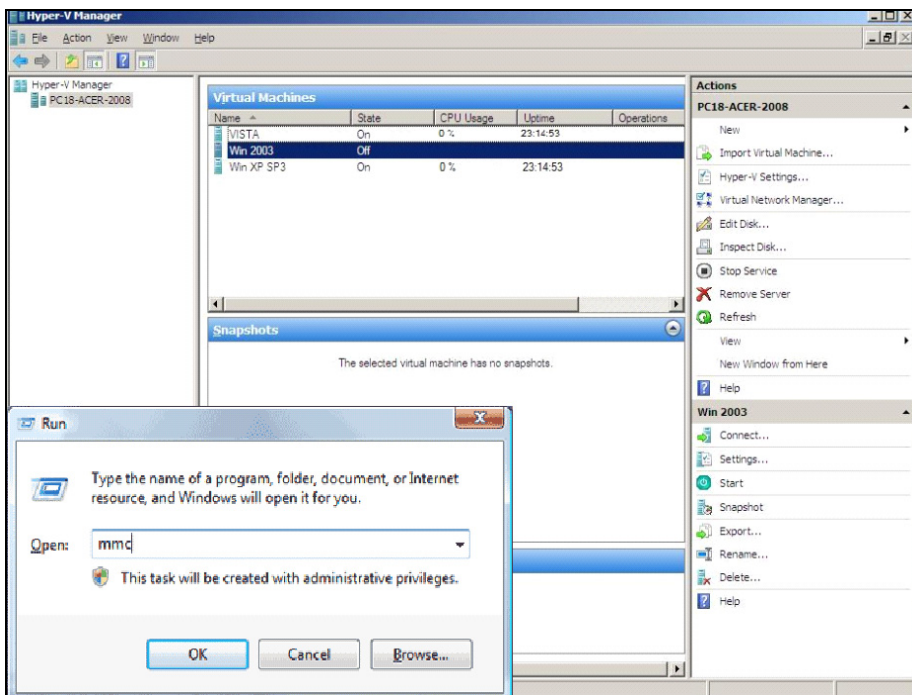 Hyper-V Manager
File Action View Window Help
Hyper-V Manager
PC18-ACER-2008
Virtual Machines
Name State CPU Usage Uptime Operations
VISTA On 0 % 23:14:53
Win 2003 Off
Win XP SP3 On 0 % 23:14:53
Snapshots
The selected virtual machine has no snapshots.
Actions
PC18-ACER-2008
New
Import Virtual Machine...
Hyper-V Settings...
Virtual Network Manager...
Edit Disk...
Inspect Disk...
Stop Service
Remove Server
Refresh
View
New Window from Here
Help
Win 2003
Connect...
Settings...
Start
Snapshot
Export...
Rename...
Delete...
Help
Run
Type the name of a program, folder, document, or Internet
resource, and Windows will open it for you.
Open: mmc
This task will be created with administrative privileges.
OK Cancel Browse...